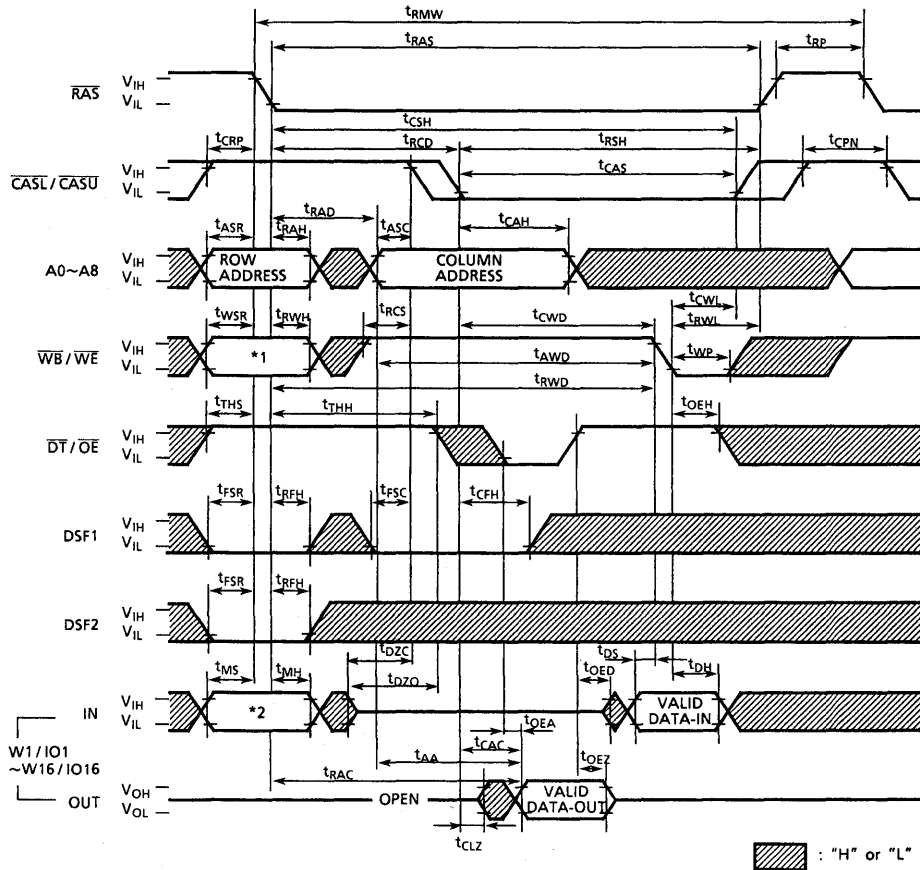 tRMW
tRAS
tRP
RAS VIH
VIL
tCSH
tCRP
tRCD
tRSH
tCPN
CASL / CASU VIH
VIL
tCAS
tRAD
tCAH
tASR
tRAH
tASC
A0~A8 VIH
VIL
ROW ADDRESS
COLUMN ADDRESS
tCWL
tWSR
tRWH
tRCS
tCWD
tRWL
WB / WE VIH
VIL
*1
tAWD
tWP
tRWD
tTHS
tTHH
tOEH
DT / OE VIH
VIL
tFSR
tRFH
tFSC
tCFH
DSF1 VIH
VIL
tFSR
tRFH
DSF2 VIH
VIL
tDZC
tDS
tMS
tMH
tDZO
tOED
tDH
IN VIH
VIL
*2
VALID DATA-IN
tOEA
W1 / IO1
~W16 / IO16
tCAC
tAA
tOEZ
tRAC
OUT VOH
VOL
OPEN
VALID DATA-OUT
tCLZ
: "H" or "L"